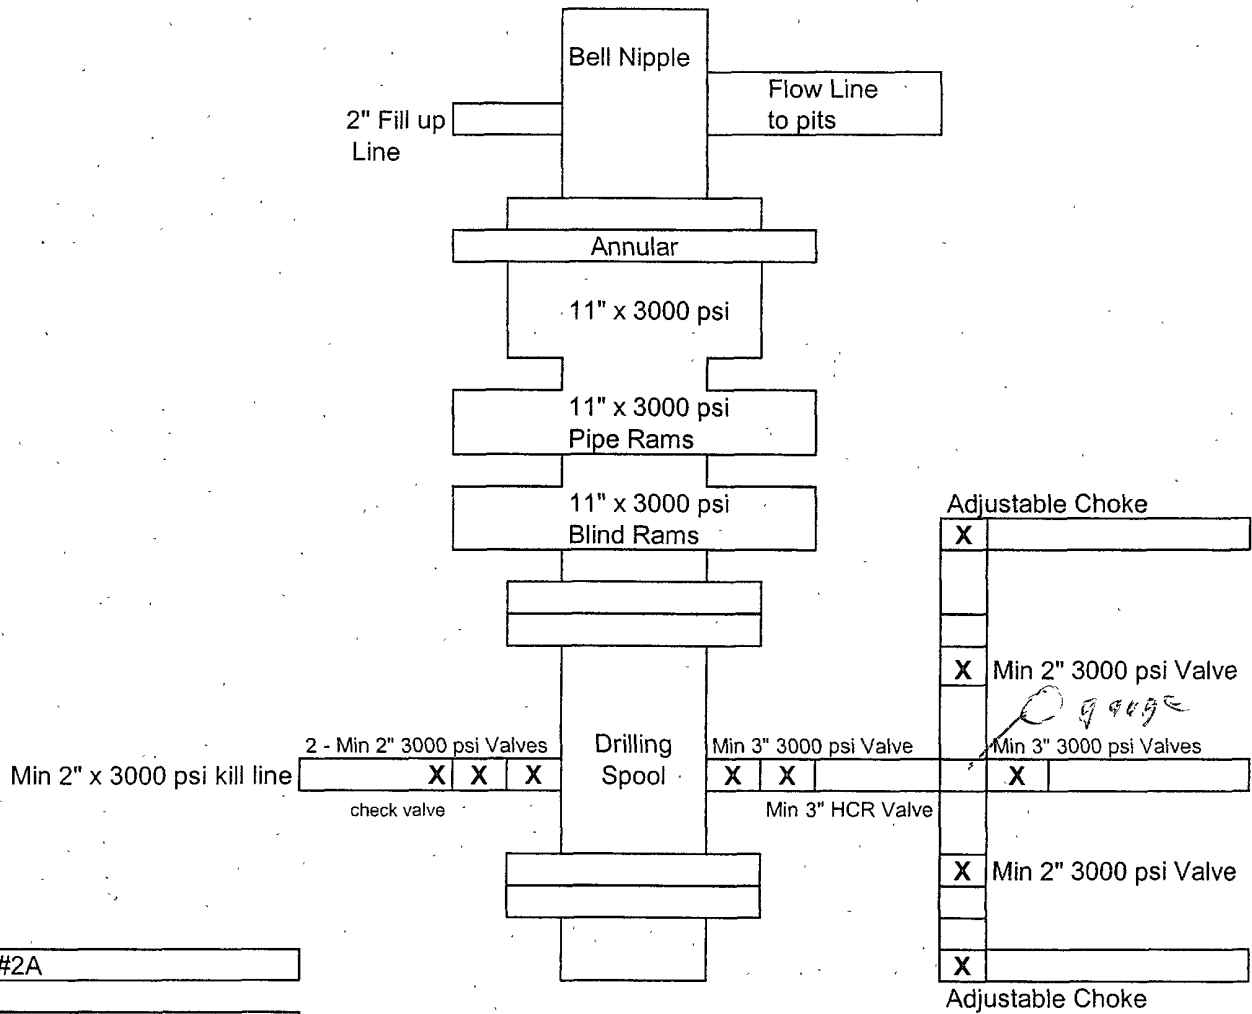 Bell Nipple
Flow Line
to pits
2" Fill up
Line
Annular
11" x 3000 psi
11" x 3000 psi
Pipe Rams
11" x 3000 psi
Blind Rams
Adjustable Choke
X
X Min 2" 3000 psi Valve
gauge
2 - Min 2" 3000 psi Valves
Drilling
Spool
Min 3" 3000 psi Valve
Min 3" 3000 psi Valves
Min 2" x 3000 psi kill line
X X X
X X
X
check valve
Min 3" HCR Valve
X Min 2" 3000 psi Valve
#2A
X
Adjustable Choke